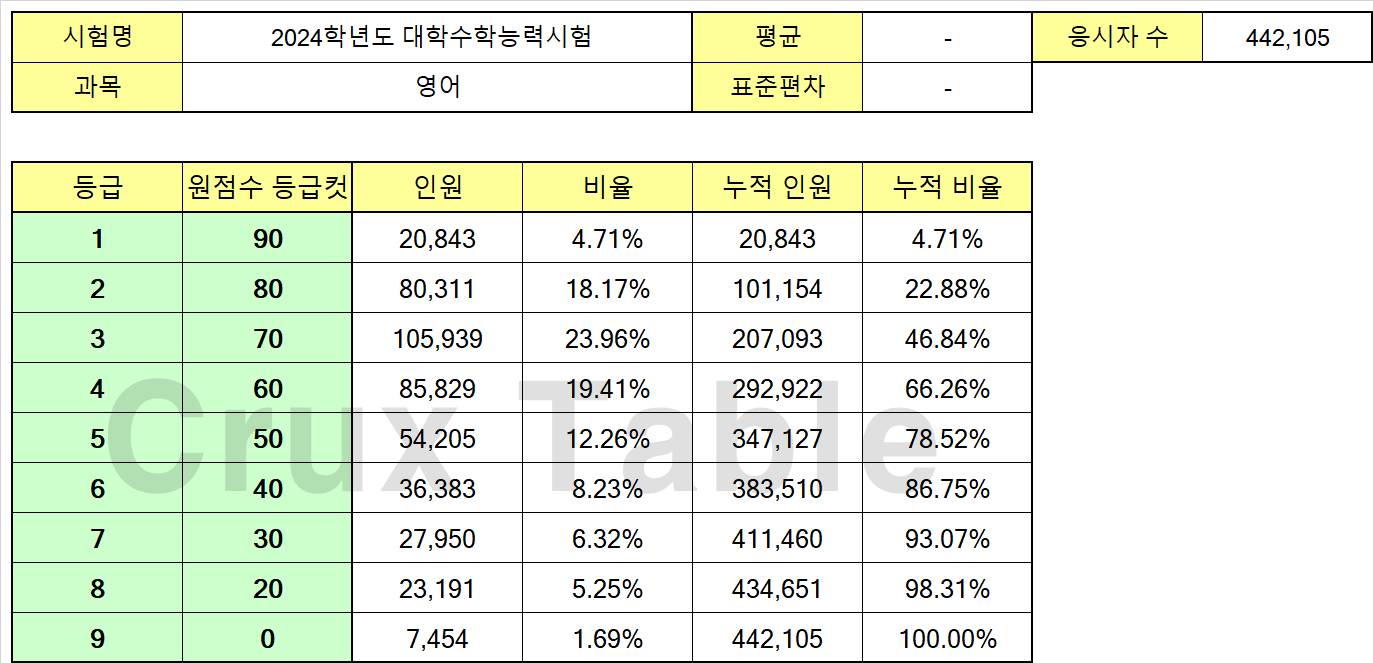 시험명 2024학년도 대학수학능력시험 평균 - 응시자 수 442,105
과목 영어 표준편차 -
등급 원점수 등급컷 인원 비율 누적 인원 누적 비율
1 90 20,843 4.71% 20,843 4.71%
2 80 80,311 18.17% 101,154 22.88%
3 70 105,939 23.96% 207,093 46.84%
4 60 85,829 19.41% 292,922 66.26%
5 50 54,205 12.26% 347,127 78.52%
6 40 36,383 8.23% 383,510 86.75%
7 30 27,950 6.32% 411,460 93.07%
8 20 23,191 5.25% 434,651 98.31%
9 0 7,454 1.69% 442,105 100.00%
Crux Table